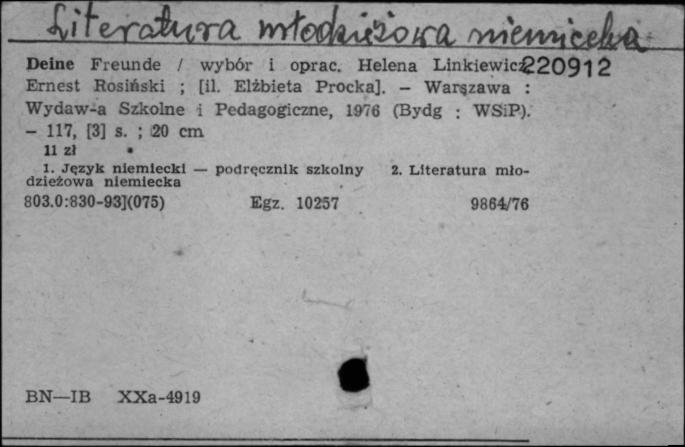 Literatura młodzieżowa niemiecka
Deine Freunde / wybór i oprac. Helena Linkiewicz 220912
Ernest Rosiński ; [il. Elżbieta Procka]. – Warszawa :
Wydaw-a Szkolne i Pedagogiczne, 1976 (Bydg : WSiP).
– 117, [3] s. ; 20 cm
11 zł
1. Język niemiecki — podręcznik szkolny 2. Literatura mło-
dzieżowa niemiecka
803.0:830-93](075) Egz. 10257 9864/76
BN—IB XXa-4919